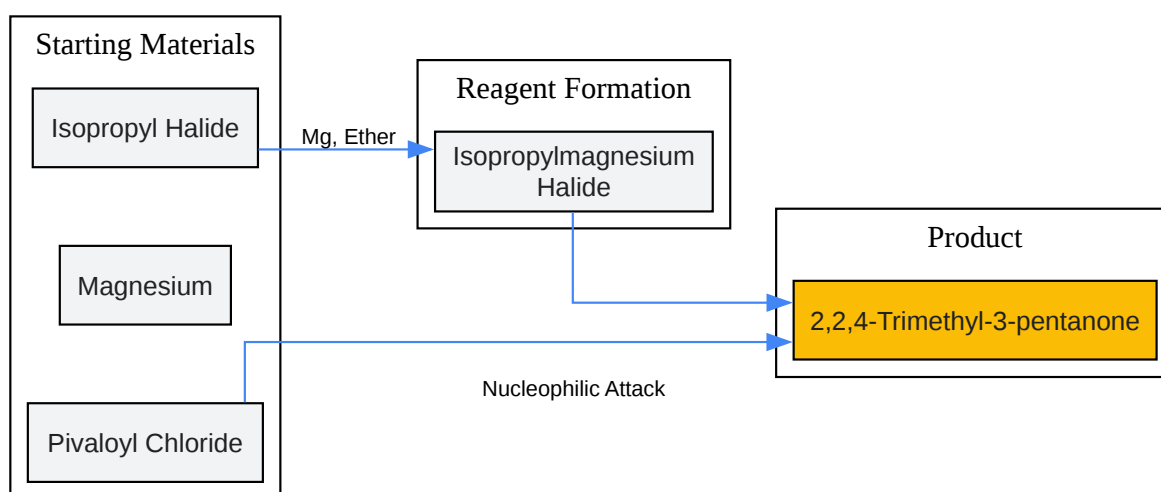 Starting Materials
Isopropyl Halide
Magnesium
Pivaloyl Chloride
Mg, Ether
Reagent Formation
Isopropylmagnesium
Halide
Nucleophilic Attack
Product
2,2,4-Trimethyl-3-pentanone